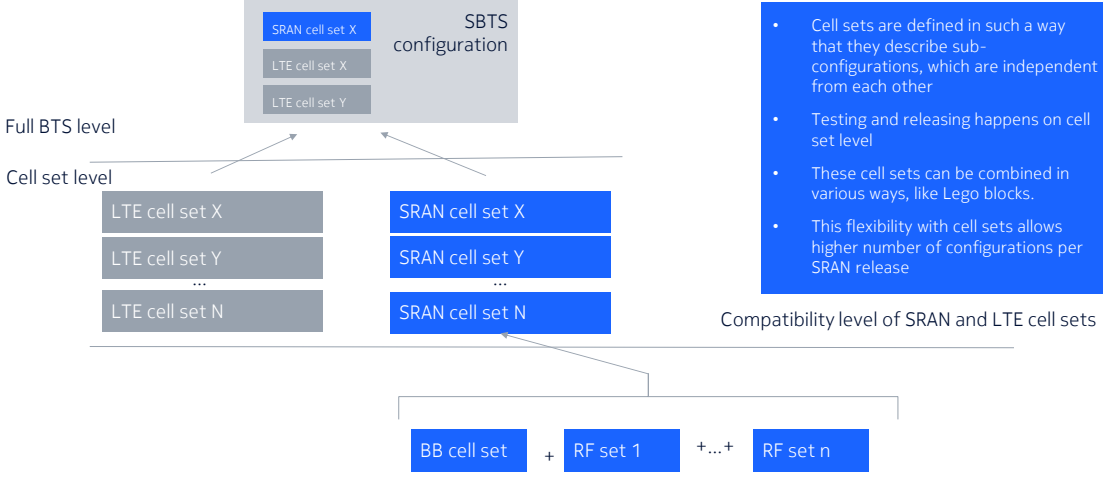 SBTS
configuration
SRAN cell set X
LTE cell set X
LTE cell set Y
Full BTS level
Cell set level
LTE cell set X
LTE cell set Y
...
LTE cell set N
SRAN cell set X
SRAN cell set Y
...
SRAN cell set N
• Cell sets are defined in such a way
that they describe sub-
configurations, which are independent
from each other
• Testing and releasing happens on cell
set level
• These cell sets can be combined in
various ways, like Lego blocks.
• This flexibility with cell sets allows
higher number of configurations per
SRAN release
Compatibility level of SRAN and LTE cell sets
BB cell set + RF set 1 +...+ RF set n